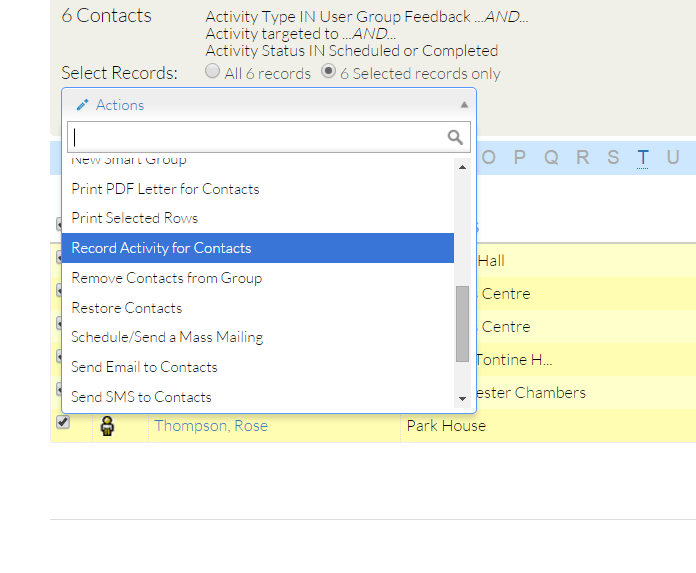 6 Contacts
Activity Type IN User Group Feedback ...AND...
Activity targeted to ...AND...
Activity Status IN Scheduled or Completed
Select Records:
All 6 records
6 Selected records only
Actions
O P Q R S T U
New Smart Group
Print PDF Letter for Contacts
Print Selected Rows
Record Activity for Contacts
Remove Contacts from Group
Restore Contacts
Schedule/Send a Mass Mailing
Send Email to Contacts
Send SMS to Contacts
Hall
Centre
Centre
Tontine H...
ester Chambers
Thompson, Rose
Park House